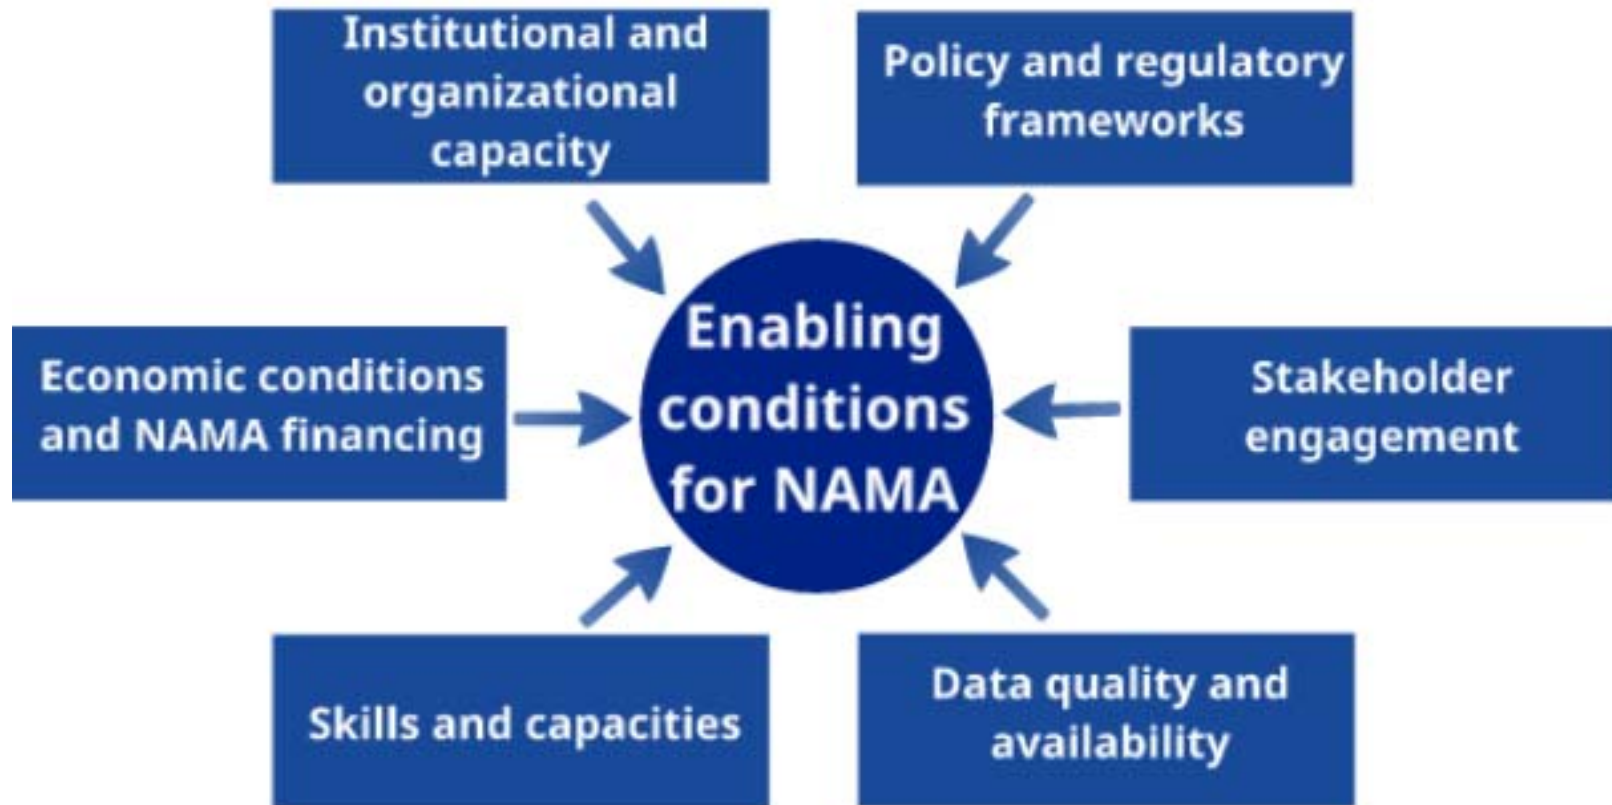 Institutional and
organizational
capacity
Policy and regulatory
frameworks
Economic conditions
and NAMA financing
Enabling
conditions
for NAMA
Stakeholder
engagement
Skills and capacities
Data quality and
availability